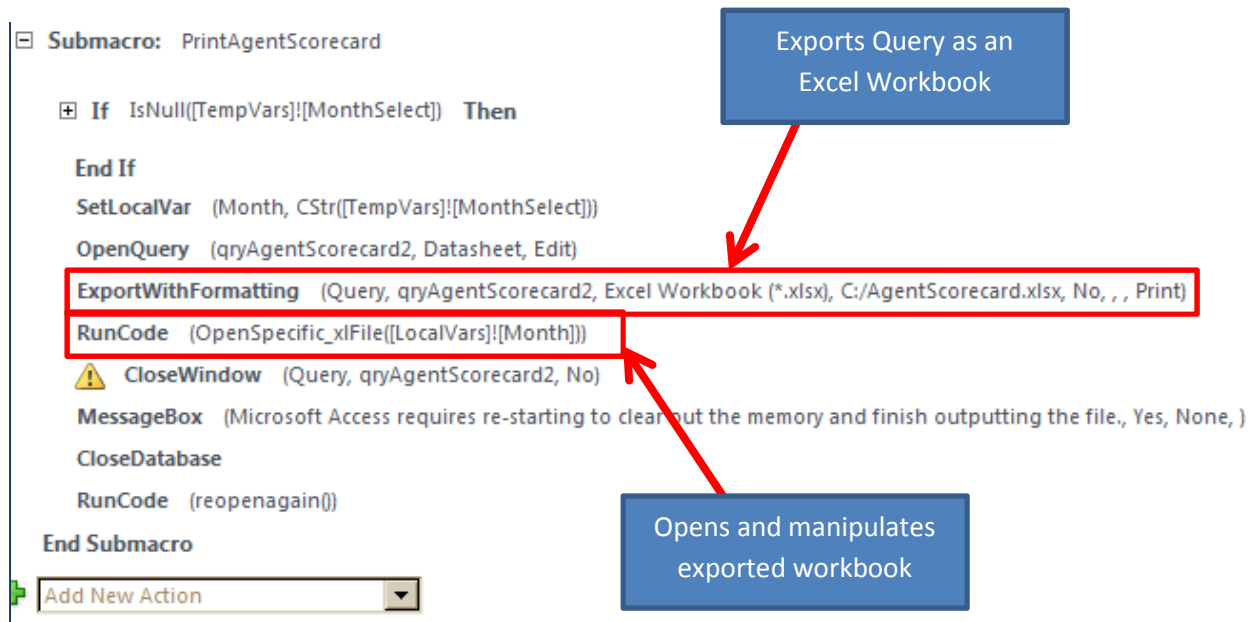 Submacro: PrintAgentScorecard
Exports Query as an
Excel Workbook
If IsNull([TempVars]![MonthSelect]) Then
End If
SetLocalVar (Month, CStr([TempVars]![MonthSelect]))
OpenQuery (qryAgentScorecard2, Datasheet, Edit)
ExportWithFormatting (Query, qryAgentScorecard2, Excel Workbook (*.xlsx), C:/AgentScorecard.xlsx, No, , , Print)
RunCode (OpenSpecific_xlFile([LocalVars]![Month]))
CloseWindow (Query, qryAgentScorecard2, No)
MessageBox (Microsoft Access requires re-starting to clear out the memory and finish outputting the file., Yes, None, )
CloseDatabase
RunCode (reopenagain())
Opens and manipulates
exported workbook
End Submacro
Add New Action